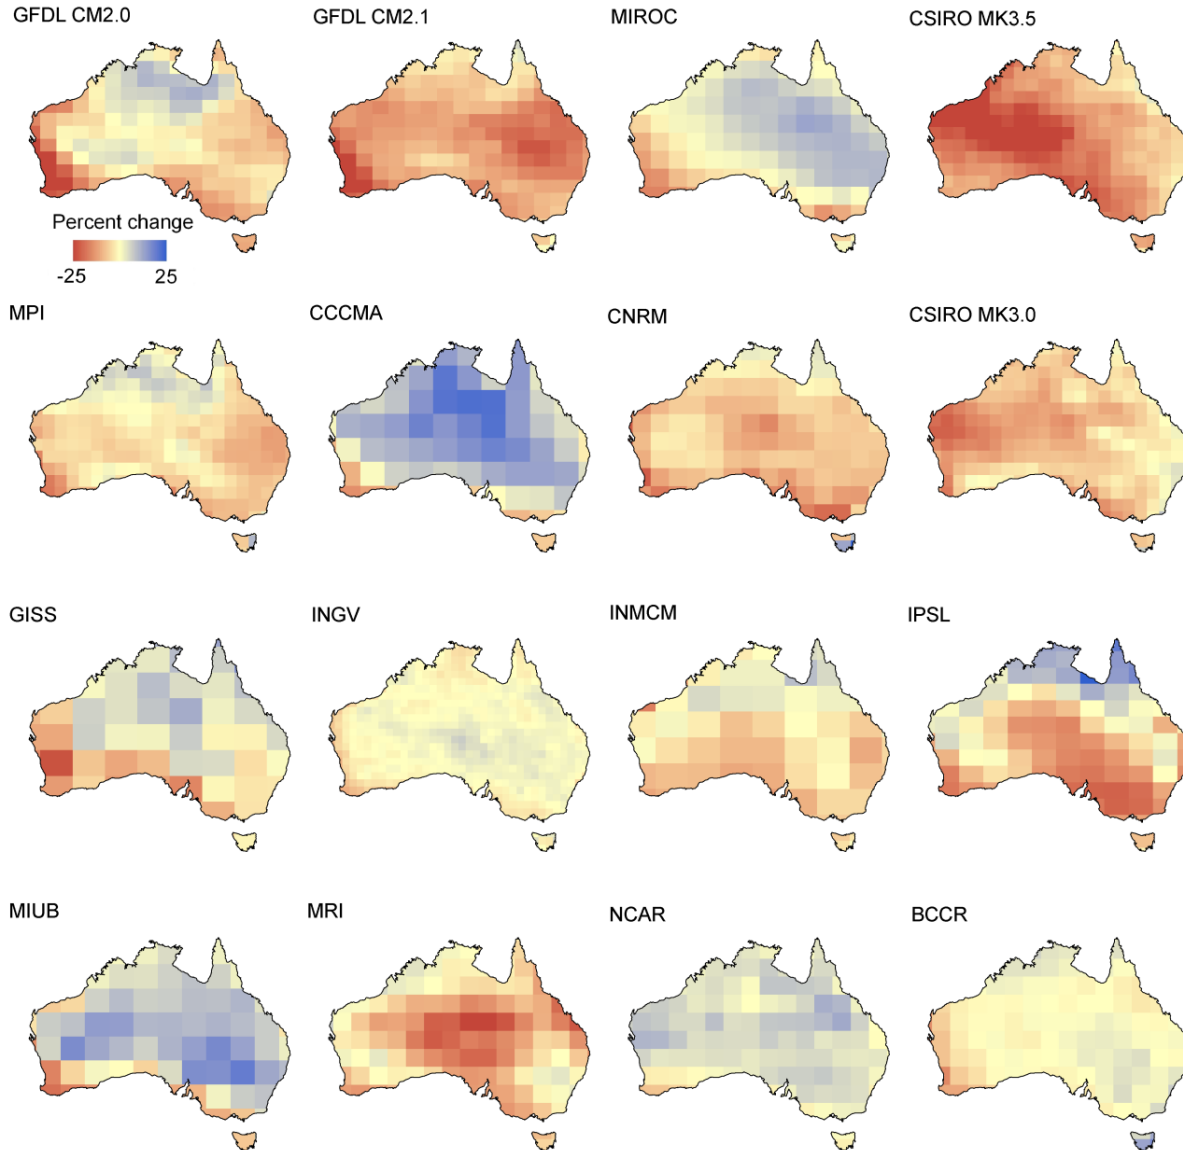 GFDL CM2.0
GFDL CM2.1
MIROC
CSIRO MK3.5
Percent change
-25 25
MPI
CCCMA
CNRM
CSIRO MK3.0
GISS
INGV
INMCM
IPSL
MIUB
MRI
NCAR
BCCR